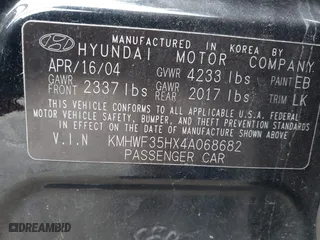 MANUFACTURED IN KOREA BY
HYUNDAI MOTOR COMPANY
APR/16/04 GVWR 4233 lbs PAINT EB
GAWR FRONT 2337 lbs GAWR REAR 2017 lbs TRIM LK
THIS VEHICLE CONFORMS TO ALL APPLICABLE U.S.A FEDERAL
MOTOR VEHICLE SAFETY, BUMPER, AND THEFT PREVENTION
STANDARDS IN EFFECT ON THE DATE OF MANUFACTURE
SHOWN ABOVE.
V.I.N KMHWF35HX4A068682
PASSENGER CAR
© DREAMBID